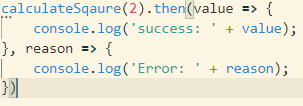 calculateSqaure(2).then(value => {
    console.log('success: ' + value);
}, reason => {
    console.log('Error: ' + reason);
})